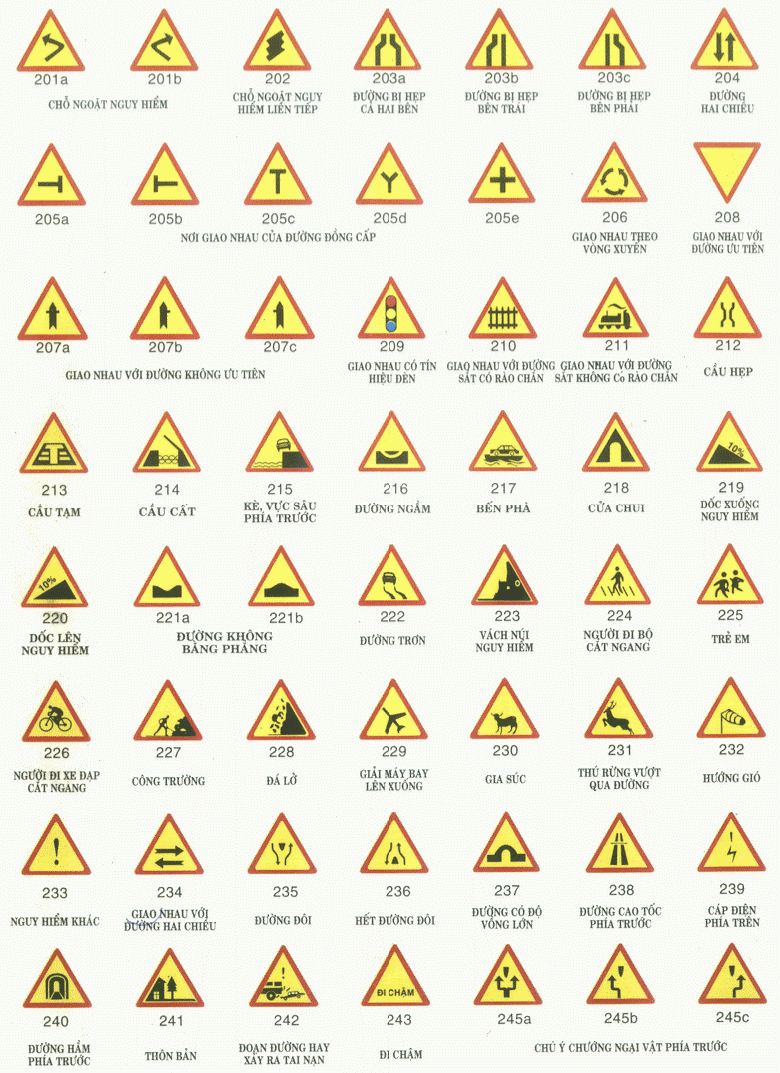 201a 201b 202 203a 203b 203c 204
CHỖ NGOẶT NGUY HIỂM
CHỖ NGOẶT NGUY
HIỂM LIÊN TIẾP
ĐƯỜNG BỊ HẸP
CẢ HAI BÊN
ĐƯỜNG BỊ HẸP
BÊN TRÁI
ĐƯỜNG BỊ HẸP
BÊN PHẢI
ĐƯỜNG
HAI CHIỀU
205a 205b 205c 205d 205e 206 208
NƠI GIAO NHAU CỦA ĐƯỜNG ĐỒNG CẤP
GIAO NHAU THEO
VÒNG XUYẾN
GIAO NHAU VỚI
ĐƯỜNG ƯU TIÊN
207a 207b 207c 209 210 211 212
GIAO NHAU VỚI ĐƯỜNG KHÔNG ƯU TIÊN
GIAO NHAU CÓ TÍN
HIỆU ĐÈN
GIAO NHAU VỚI ĐƯỜNG
SẮT CÓ RÀO CHẮN
GIAO NHAU VỚI ĐƯỜNG
SẮT KHÔNG Có RÀO CHẮN
CẦU HẸP
213 214 215 216 217 218 219
CẦU TẠM
CẦU CẤT
KÈ, VỰC SÂU
PHÍA TRƯỚC
ĐƯỜNG NGẦM
BẾN PHÀ
CỬA CHUI
10%
DỐC XUỐNG
NGUY HIỂM
10%
220 221a 221b 222 223 224 225
DỐC LÊN
NGUY HIỂM
ĐƯỜNG KHÔNG
BẰNG PHẲNG
ĐƯỜNG TRƠN
VÁCH NÚI
NGUY HIỂM
NGƯỜI ĐI BỘ
CẮT NGANG
TRẺ EM
226 227 228 229 230 231 232
NGƯỜI ĐI XE ĐẠP
CẮT NGANG
CÔNG TRƯỜNG
ĐÁ LỞ
GIẢI MÁY BAY
LÊN XUỐNG
GIA SÚC
THÚ RỪNG VƯỢT
QUA ĐƯỜNG
HƯỚNG GIÓ
!
233 234 235 236 237 238 239
NGUY HIỂM KHÁC
GIAO NHAU VỚI
ĐƯỜNG HAI CHIỀU
ĐƯỜNG ĐÔI
HẾT ĐƯỜNG ĐÔI
ĐƯỜNG CÓ ĐỘ
VỒNG LỚN
ĐƯỜNG CAO TỐC
PHÍA TRƯỚC
CÁP ĐIỆN
PHÍA TRÊN
!
ĐI CHẬM
240 241 242 243 245a 245b 245c
ĐƯỜNG HẦM
PHÍA TRƯỚC
THÔN BẢN
ĐOẠN ĐƯỜNG HAY
XẢY RA TAI NẠN
ĐI CHẬM
CHÚ Ý CHƯỚNG NGẠI VẬT PHÍA TRƯỚC